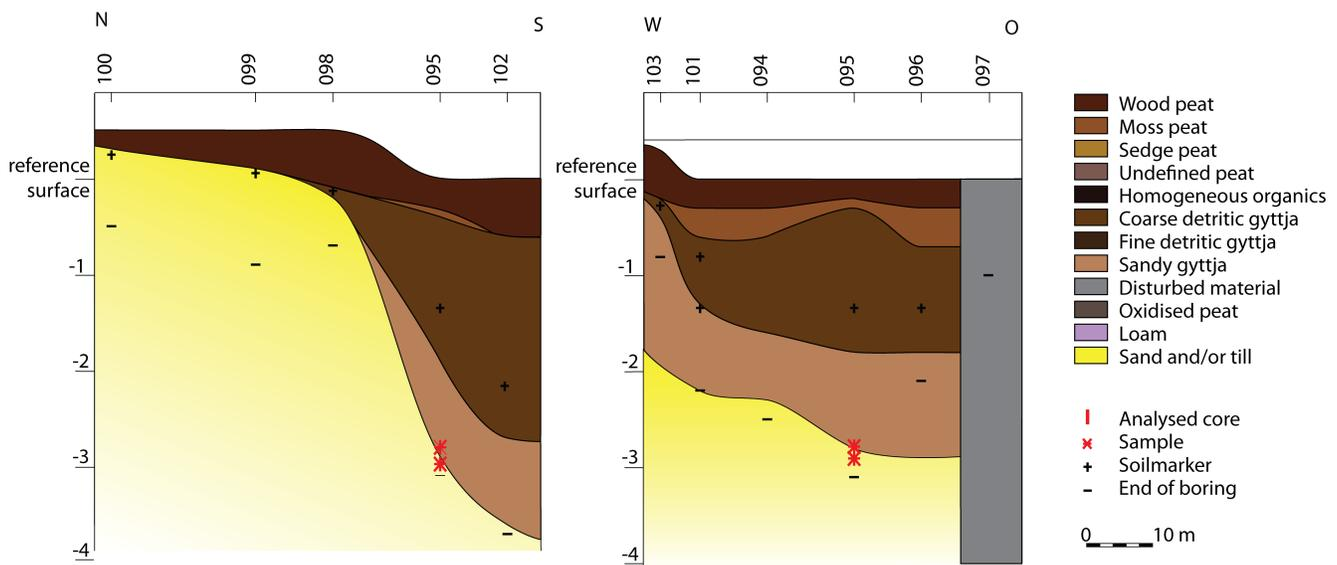 N
S
100
099
098
095
102
reference
surface
-1
-2
-3
-4
W
O
103
101
094
095
096
097
reference
surface
-1
-2
-3
-4
Wood peat
Moss peat
Sedge peat
Undefined peat
Homogeneous organics
Coarse detritic gyttja
Fine detritic gyttja
Sandy gyttja
Disturbed material
Oxidised peat
Loam
Sand and/or till
Analysed core
Sample
Soilmarker
End of boring
0 10 m